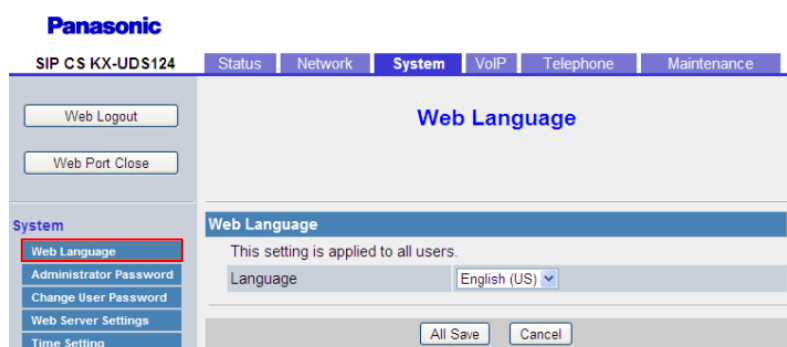 Panasonic
SIP CS KX-UDS124
Status Network System VoIP Telephone Maintenance
Web Logout
Web Port Close
Web Language
System
Web Language
Administrator Password
Change User Password
Web Server Settings
Time Setting
Web Language
This setting is applied to all users.
Language English (US)
All Save Cancel